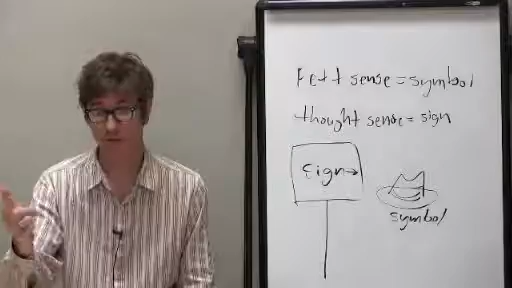 Felt sense = symbol
thought sense = sign
Sign→
symbol